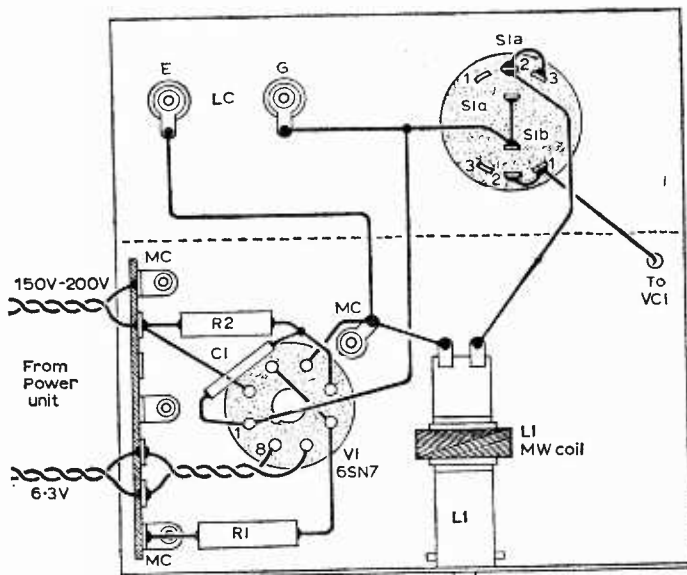 S1a
E
LC
G
1
2
3
S1a
S1b
3
2
1
150V-200V
MC
MC
To
VC1
R2
C1
From
Power
unit
1
8
V1
6SN7
L1
MW coil
6·3V
R1
L1
MC